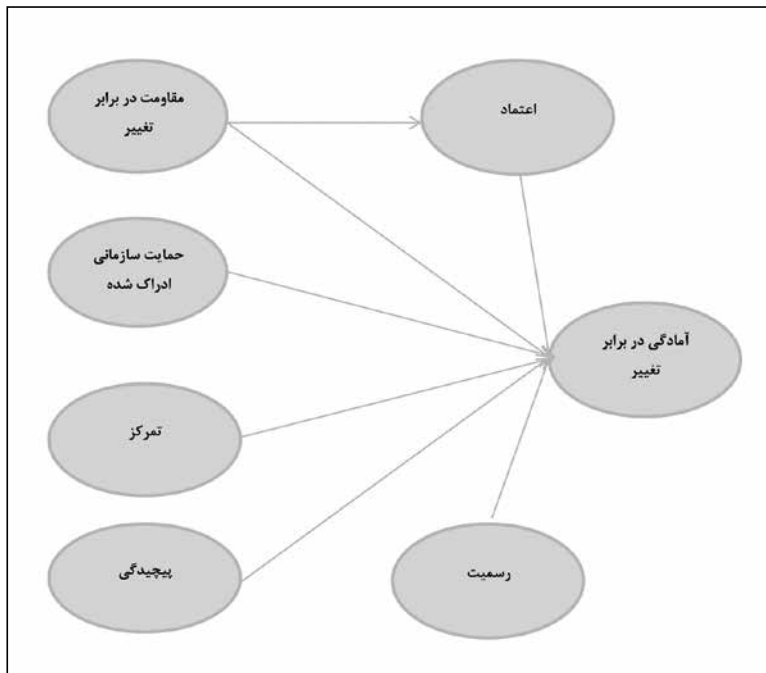 مقاومت در برابر
تغییر
اعتماد
حمایت سازمانی
ادراک شده
آمادگی در برابر
تغییر
تمرکز
پیچیدگی
رسمیت